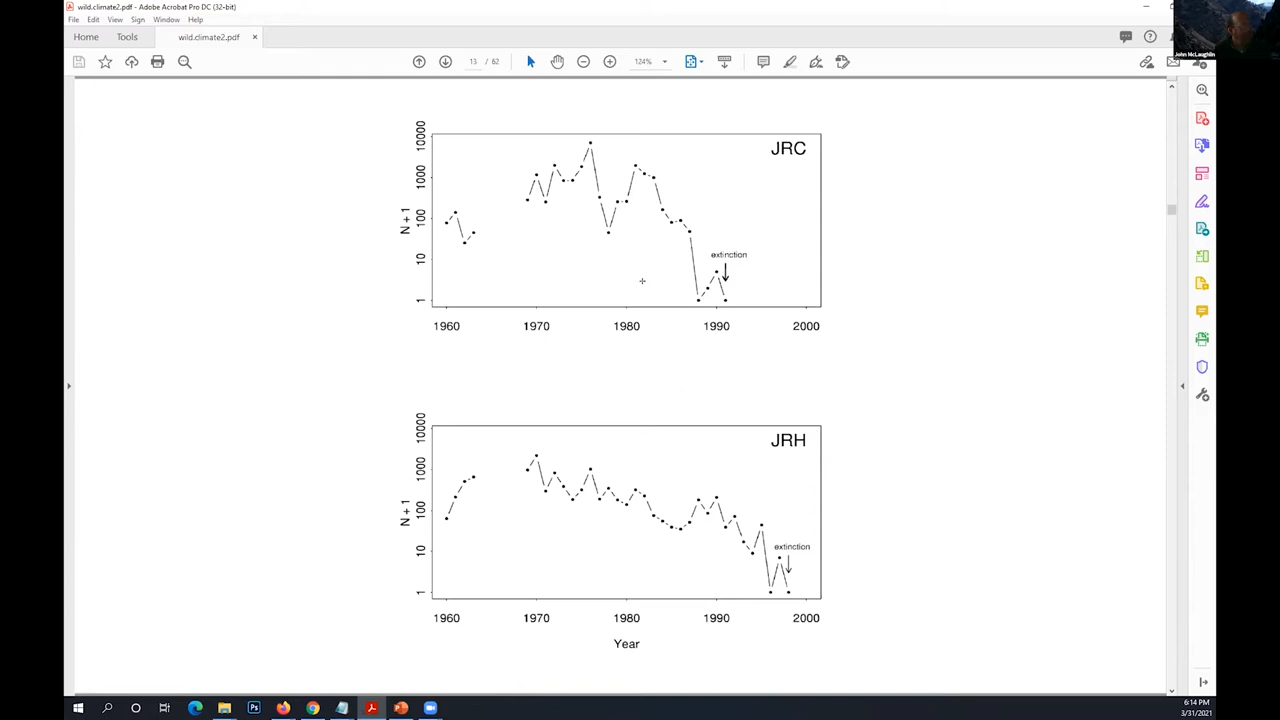 wild.climate2.pdf - Adobe Acrobat Pro DC (32-bit)
File Edit View Sign Window Help
Home Tools wild.climate2.pdf ×
13 / 62 124%
John McLaughlin
JRC
N + 1
10000
1000
100
10
1
extinction
1960 1970 1980 1990 2000
JRH
N + 1
10000
1000
100
10
1
extinction
1960 1970 1980 1990 2000
Year
6:14 PM
3/31/2021